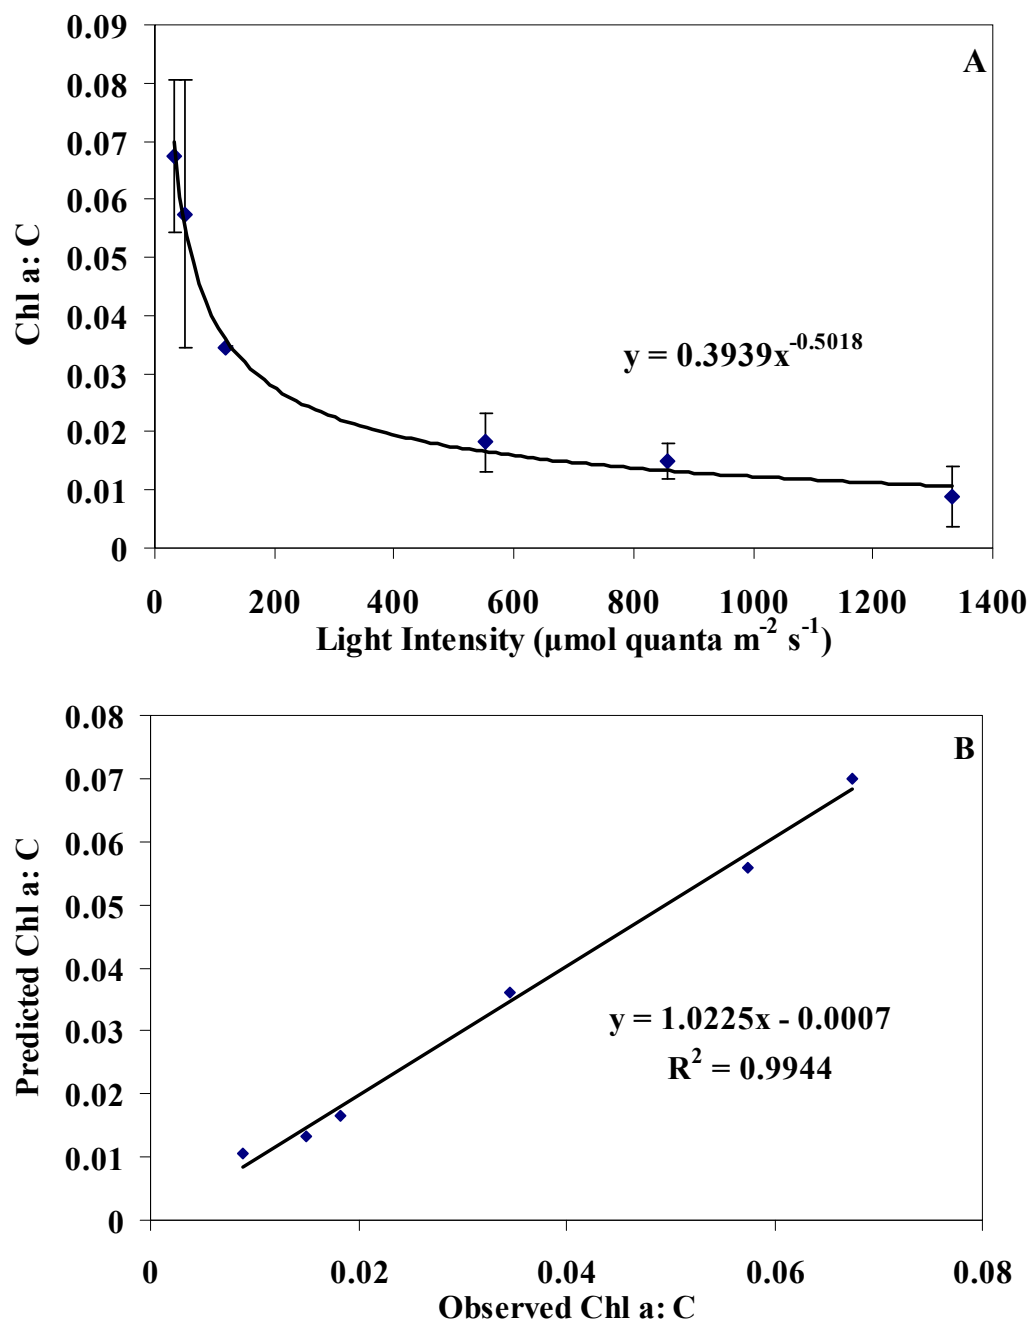 0.09
A
0.08
0.07
0.06
0.05
0.04
0.03
0.02
0.01
0
Chl a: C
y = 0.3939x^-0.5018
0 200 400 600 800 1000 1200 1400
Light Intensity (µmol quanta m^-2 s^-1)
0.08
B
0.07
0.06
0.05
0.04
0.03
0.02
0.01
0
Predicted Chl a: C
y = 1.0225x - 0.0007
R^2 = 0.9944
0 0.02 0.04 0.06 0.08
Observed Chl a: C